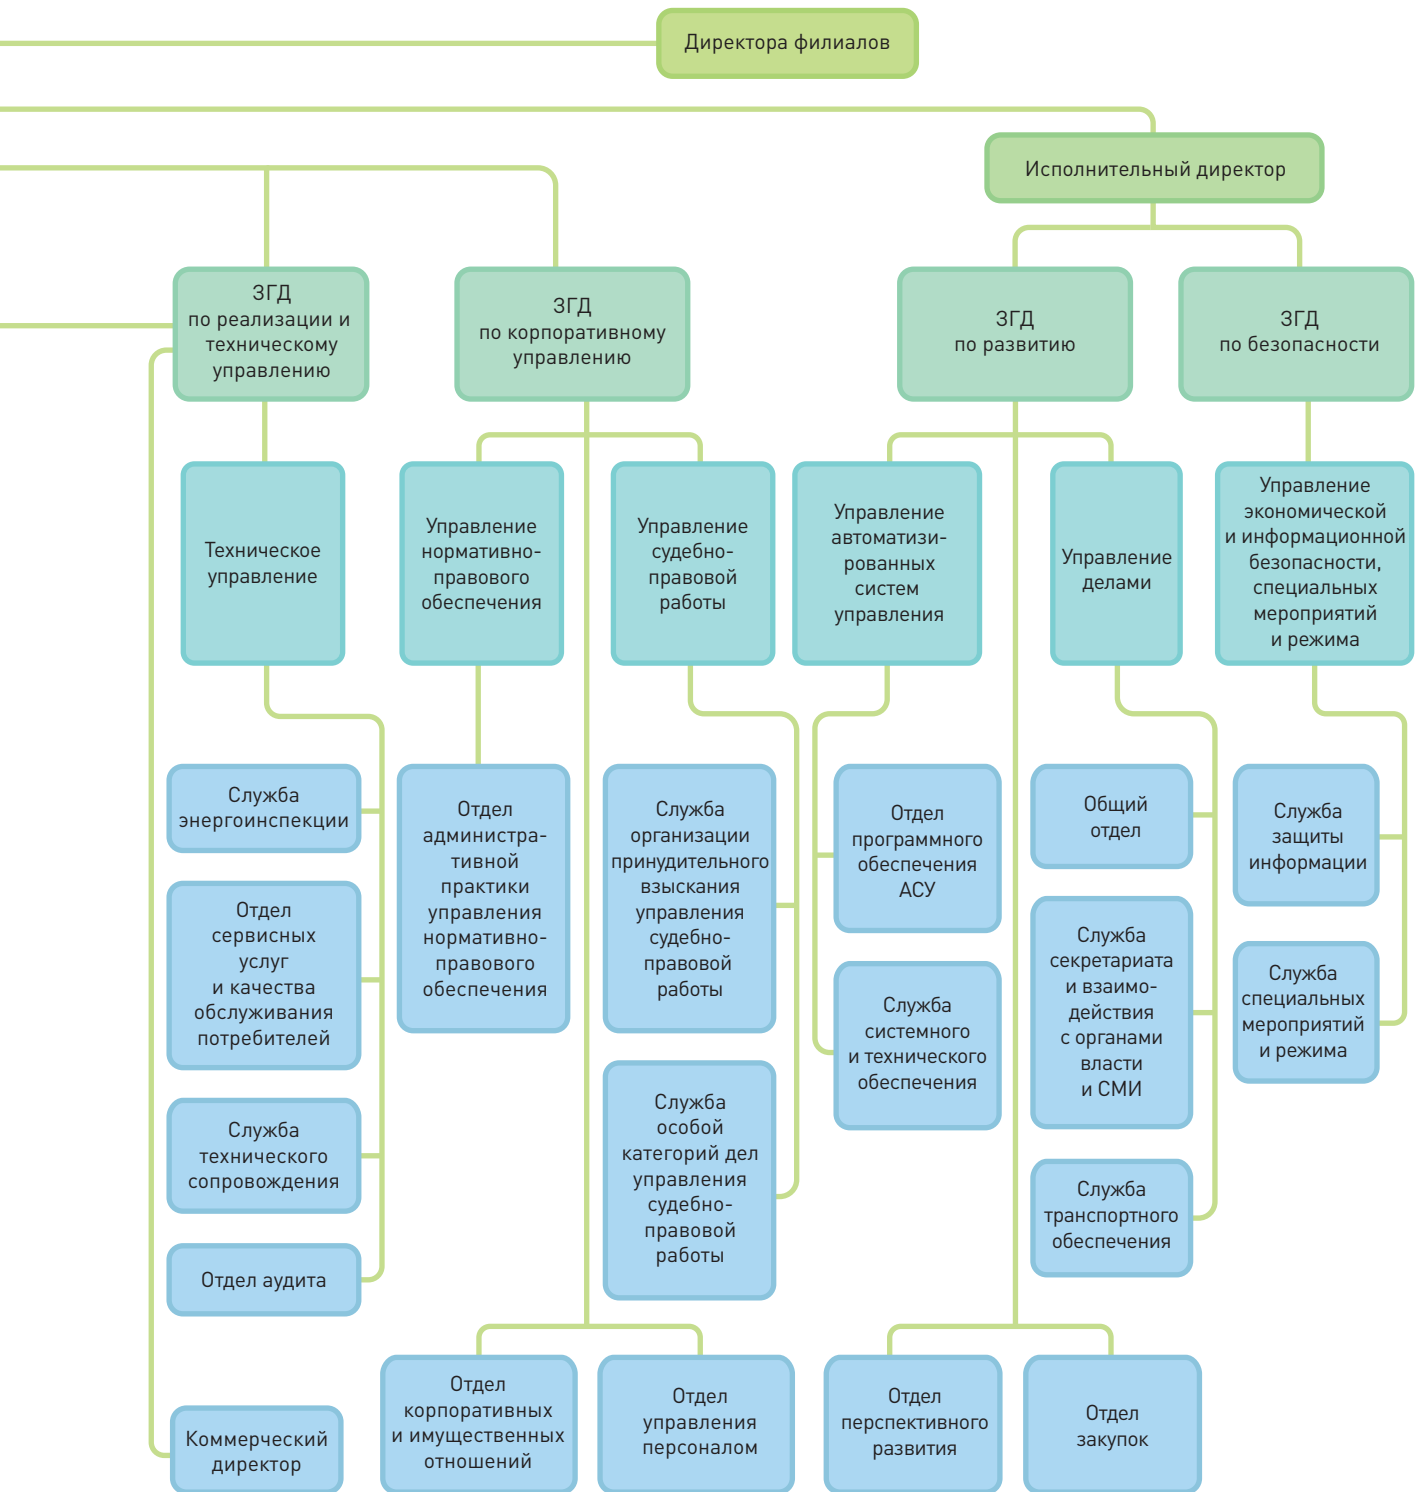 Директора филиалов
Исполнительный директор
ЗГД
по реализации и
техническому
управлению
ЗГД
по корпоративному
управлению
ЗГД
по развитию
ЗГД
по безопасности
Техническое
управление
Управление
нормативно-
правового
обеспечения
Управление
судебно-
правовой
работы
Управление
автоматизи-
рованных
систем
управления
Управление
делами
Управление
экономической
и информационной
безопасности,
специальных
мероприятий
и режима
Служба
энергоинспекции
Отдел
сервисных
услуг
и качества
обслуживания
потребителей
Служба
технического
сопровождения
Отдел аудита
Отдел
администра-
тивной
практики
управления
нормативно-
правового
обеспечения
Служба
организации
принудительного
взыскания
управления
судебно-
правовой
работы
Служба
особой
категорий дел
управления
судебно-
правовой
работы
Отдел
программного
обеспечения
АСУ
Служба
системного
и технического
обеспечения
Общий
отдел
Служба
секретариата
и взаимо-
действия
с органами
власти
и СМИ
Служба
транспортного
обеспечения
Служба
защиты
информации
Служба
специальных
мероприятий
и режима
Коммерческий
директор
Отдел
корпоративных
и имущественных
отношений
Отдел
управления
персоналом
Отдел
перспективного
развития
Отдел
закупок